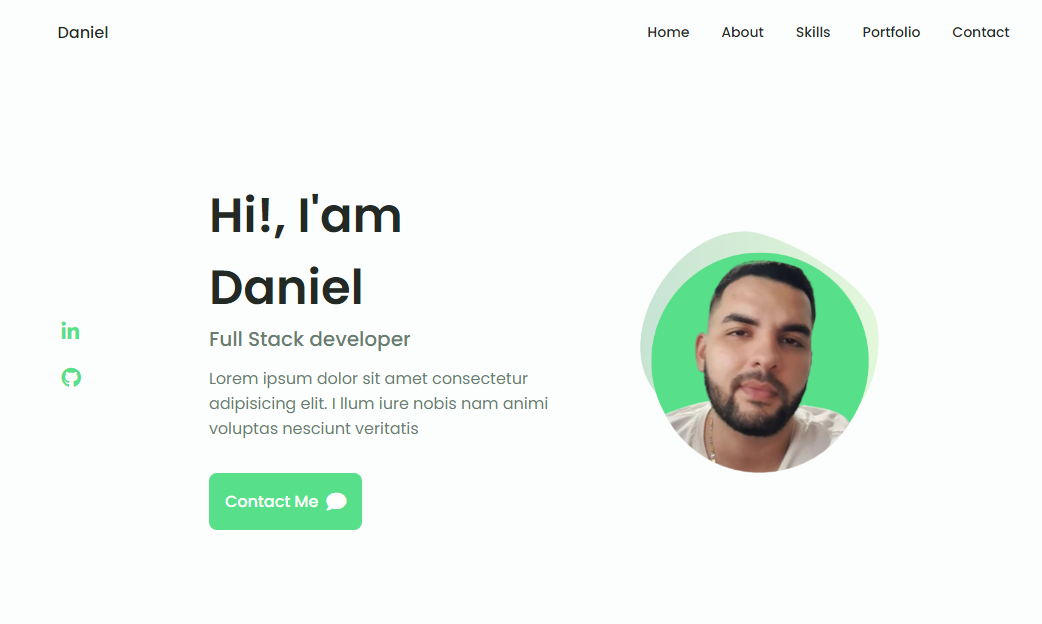 Daniel
Home About Skills Portfolio Contact
Hi!, I'am
Daniel
in
Full Stack developer
Lorem ipsum dolor sit amet consectetur
adipisicing elit. I llum iure nobis nam animi
voluptas nesciunt veritatis
Contact Me